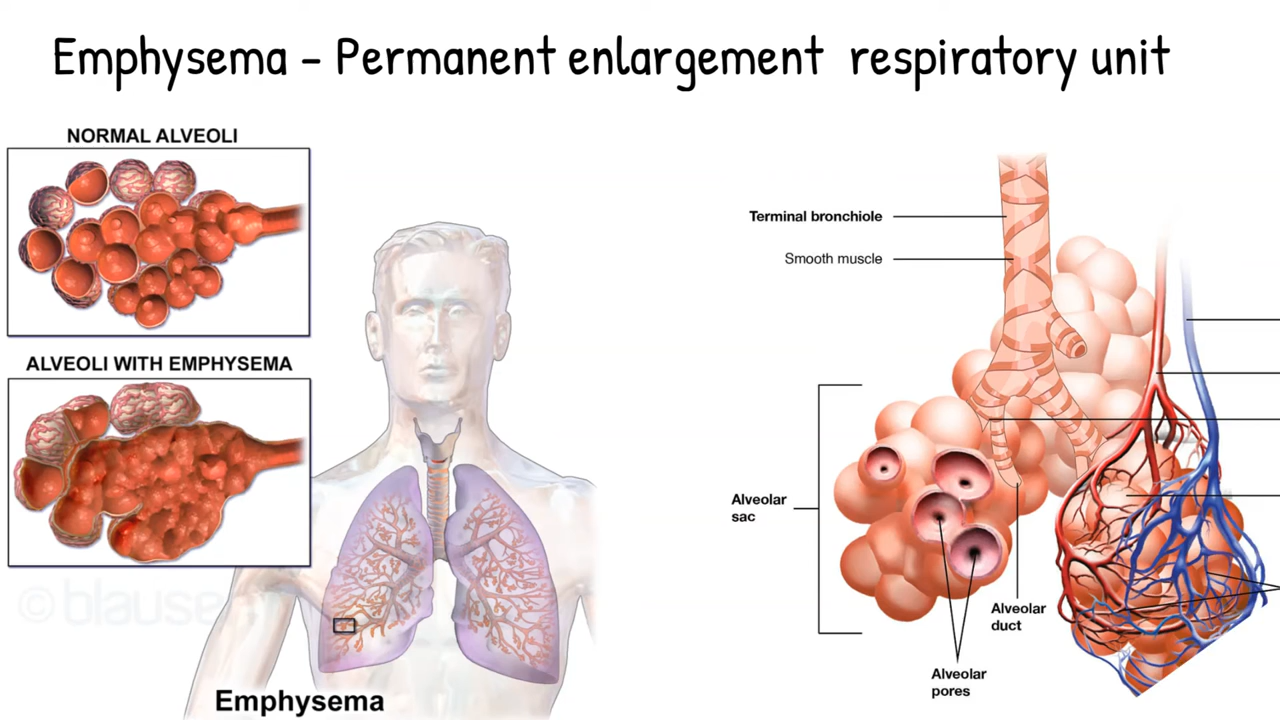 Emphysema – Permanent enlargement respiratory unit
NORMAL ALVEOLI
ALVEOLI WITH EMPHYSEMA
© blausen
Emphysema
Terminal bronchiole
Smooth muscle
Alveolar
sac
Alveolar
duct
Alveolar
pores